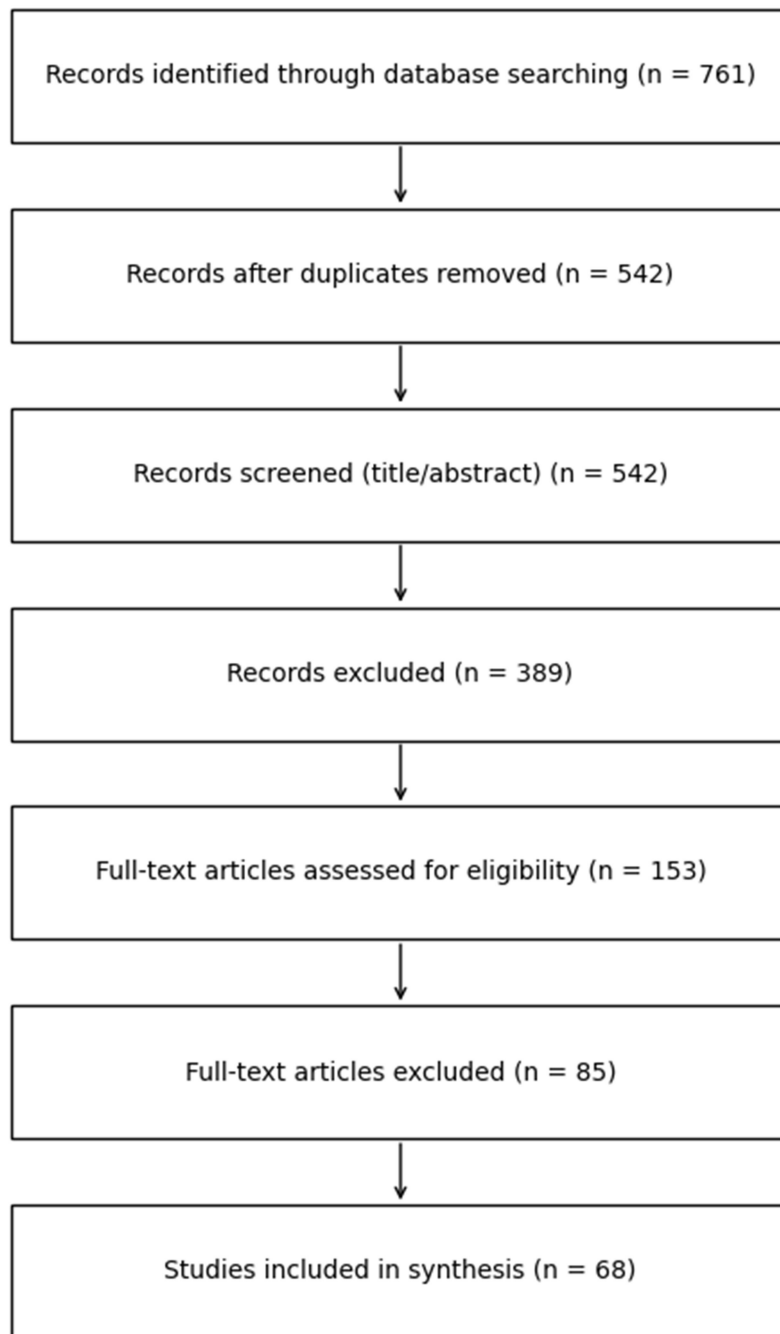 Records identified through database searching (n = 761)
Records after duplicates removed (n = 542)
Records screened (title/abstract) (n = 542)
Records excluded (n = 389)
Full-text articles assessed for eligibility (n = 153)
Full-text articles excluded (n = 85)
Studies included in synthesis (n = 68)